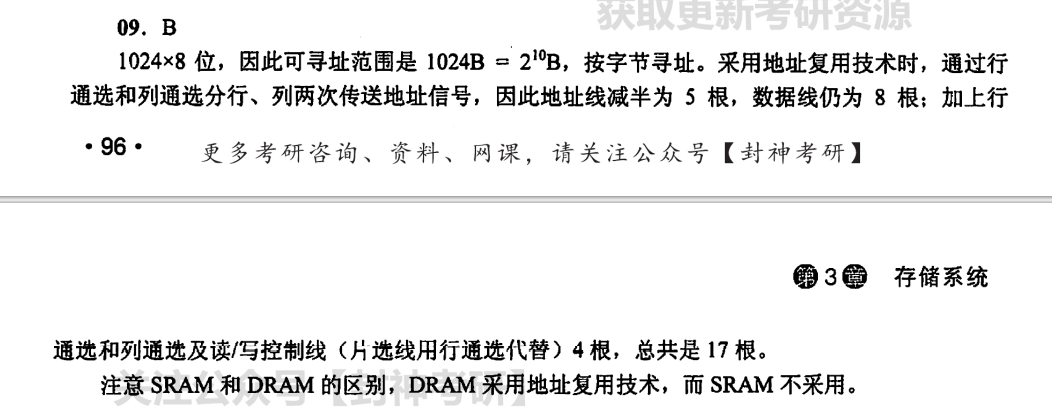 获取更新考研资源
09．B
1024×8 位，因此可寻址范围是 1024B = 2¹⁰B，按字节寻址。采用地址复用技术时，通过行
通选和列通选分行、列两次传送地址信号，因此地址线减半为 5 根，数据线仍为 8 根；加上行
·96·
更多考研咨询、资料、网课，请关注公众号【封神考研】
第3章 存储系统
通选和列通选及读/写控制线（片选线用行通选代替）4 根，总共是 17 根。
注意 SRAM 和 DRAM 的区别，DRAM 采用地址复用技术，而 SRAM 不采用。
关注公众号【封神考研】